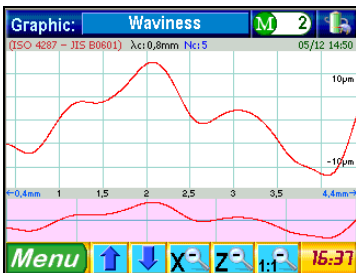 Graphic: Waviness M 2
(ISO 4287 - JIS B0601) λc:0,8mm Nc:5 05/12 14:50
10µm
-10µm
←0,4mm 1 1,5 2 2,5 3 3,5 4,4mm→
Menu X Z 1:1 16:37